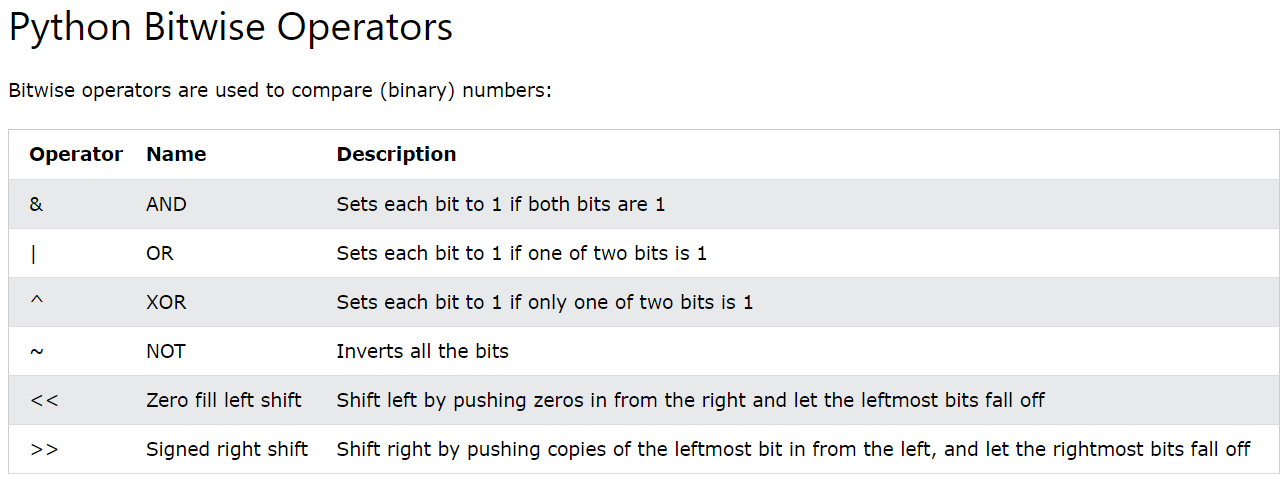 Python Bitwise Operators
Bitwise operators are used to compare (binary) numbers:
Operator Name Description
& AND Sets each bit to 1 if both bits are 1
| OR Sets each bit to 1 if one of two bits is 1
^ XOR Sets each bit to 1 if only one of two bits is 1
~ NOT Inverts all the bits
<< Zero fill left shift Shift left by pushing zeros in from the right and let the leftmost bits fall off
>> Signed right shift Shift right by pushing copies of the leftmost bit in from the left, and let the rightmost bits fall off